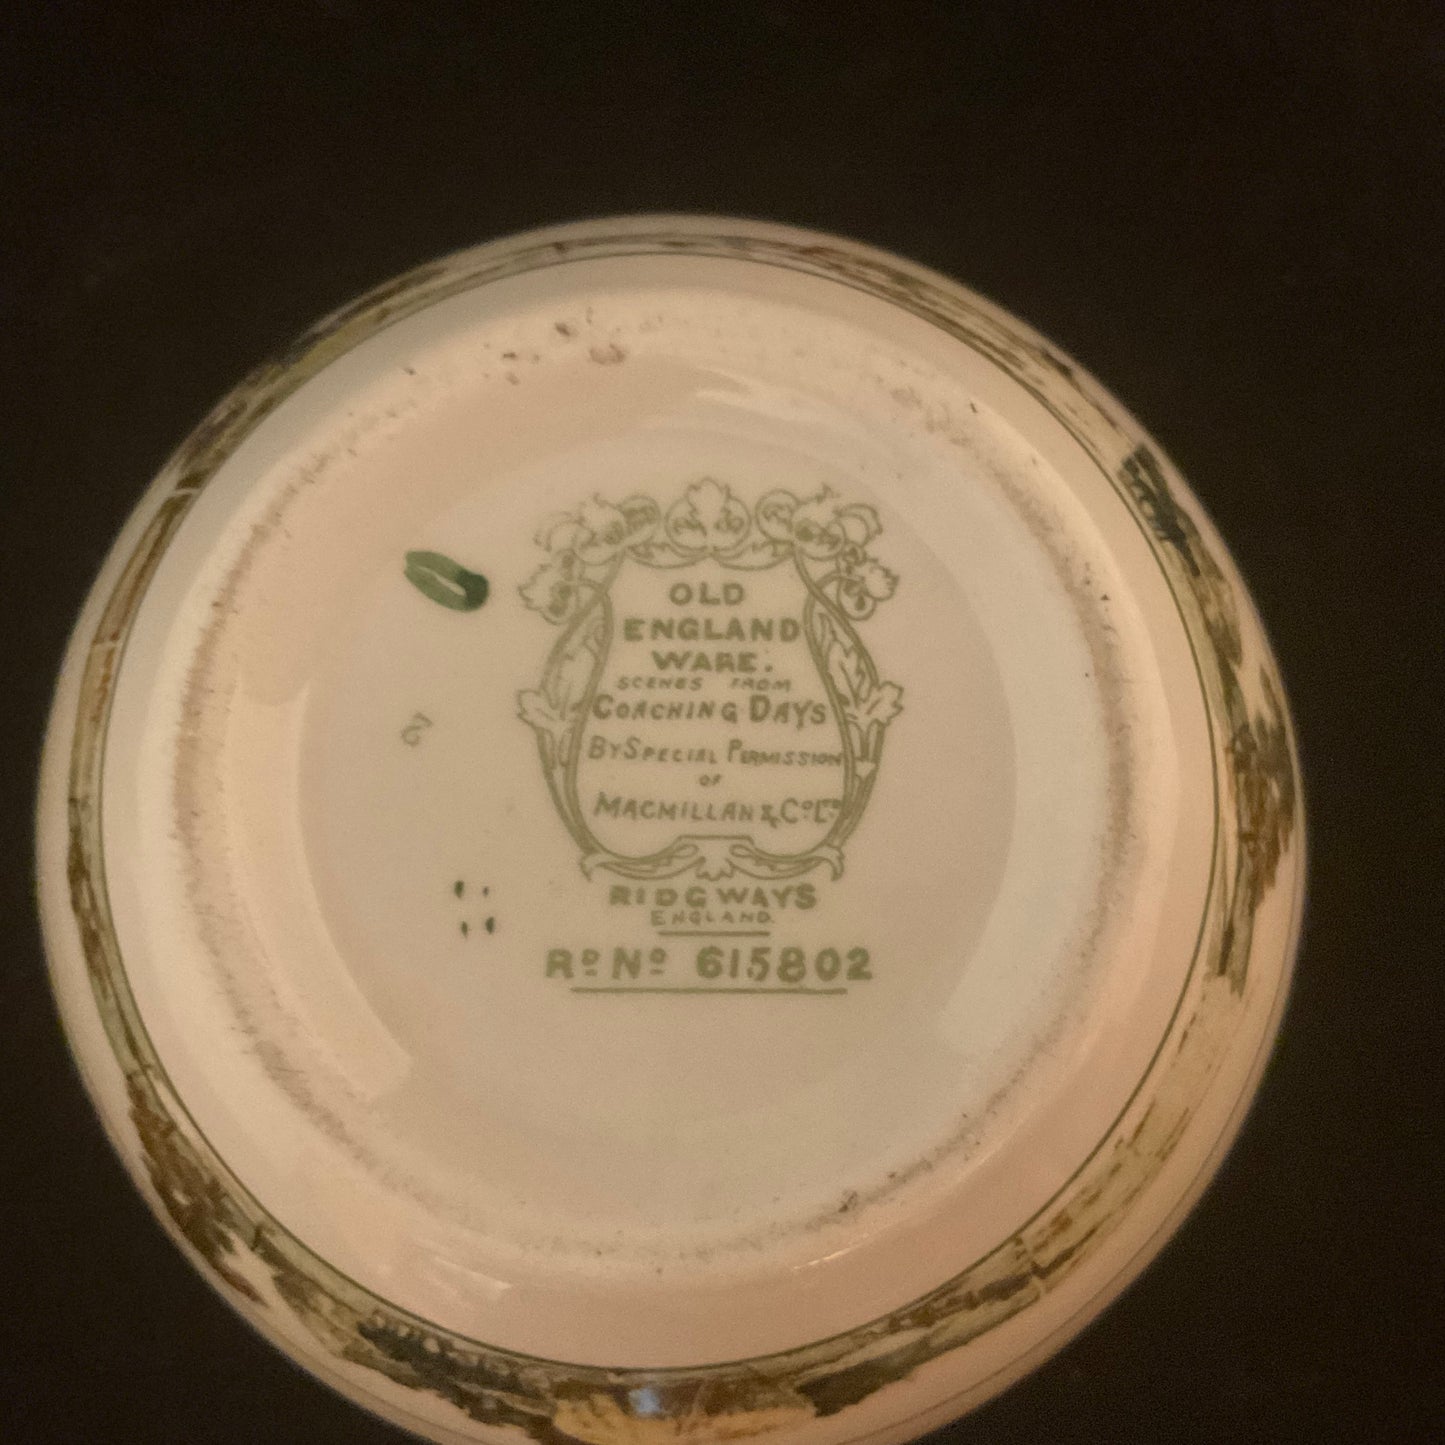 OLD
ENGLAND
WARE.
SCENES FROM
COACHING DAYS
BY SPECIAL PERMISSION
OF
MACMILLAN & Cº Lᴰ
RIDGWAYS
ENGLAND.
Rᴰ Nº 615802
2